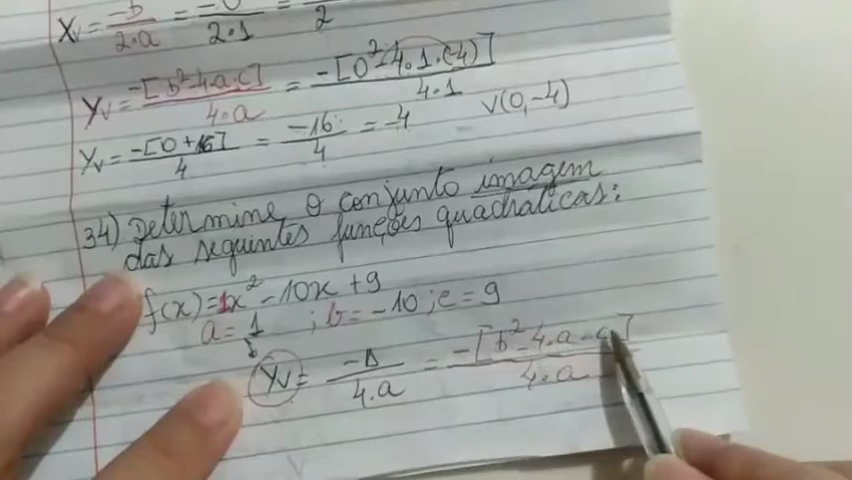 Xv = -b/2.a = -0/2.1 = /2
Yv = -[b²-4.a.c]/4.a = -[0²-4.1.(-4)]/4.1
Yv = -[0+16]/4 = -16/4 = -4 V(0,-4)
34) Determine o conjunto imagem
das seguintes funções quadráticas:
f(x)=1x²-10x+9
a=1 ; b=-10 ; c=9
Yv = -Δ/4.a = -[b²-4.a.c]/4.a